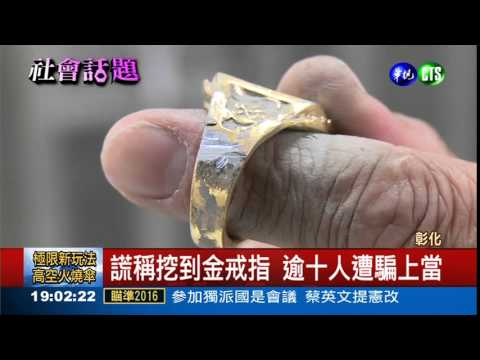 社會話題
華視 CTS
彰化
極限新玩法
高空火燒傘
謊稱挖到金戒指 逾十人遭騙上當
19:02:22
瞄準2016 參加獨派國是會議 蔡英文提憲改